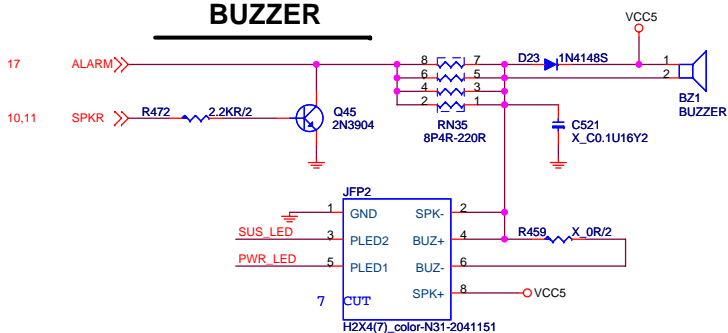 BUZZER
VCC5
17 ALARM 8 7 D23 1N4148S 1
6 5 2
4 3 BZ1
10,11 SPKR R472 2.2KR/2 Q45 2 1 BUZZER
2N3904 RN35 C521
8P4R-220R X_C0.1U16Y2
JFP2
1 GND SPK- 2
SUS_LED 3 PLED2 BUZ+ 4 R459 X_0R/2
PWR_LED 5 PLED1 BUZ- 6
7 CUT SPK+ 8 VCC5
H2X4(7)_color-N31-2041151